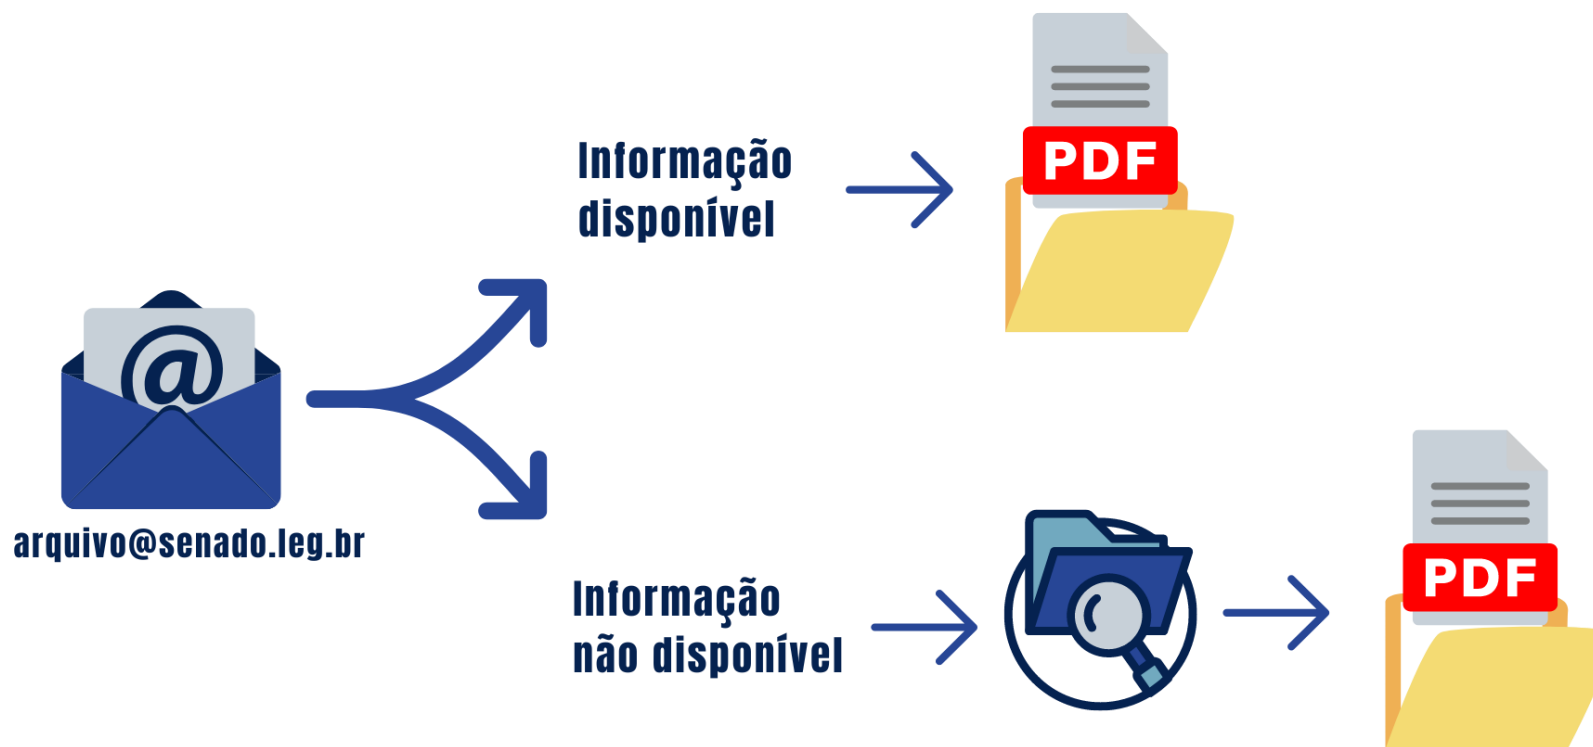 Informação
disponível
PDF
@
arquivo@senado.leg.br
Informação
não disponível
PDF